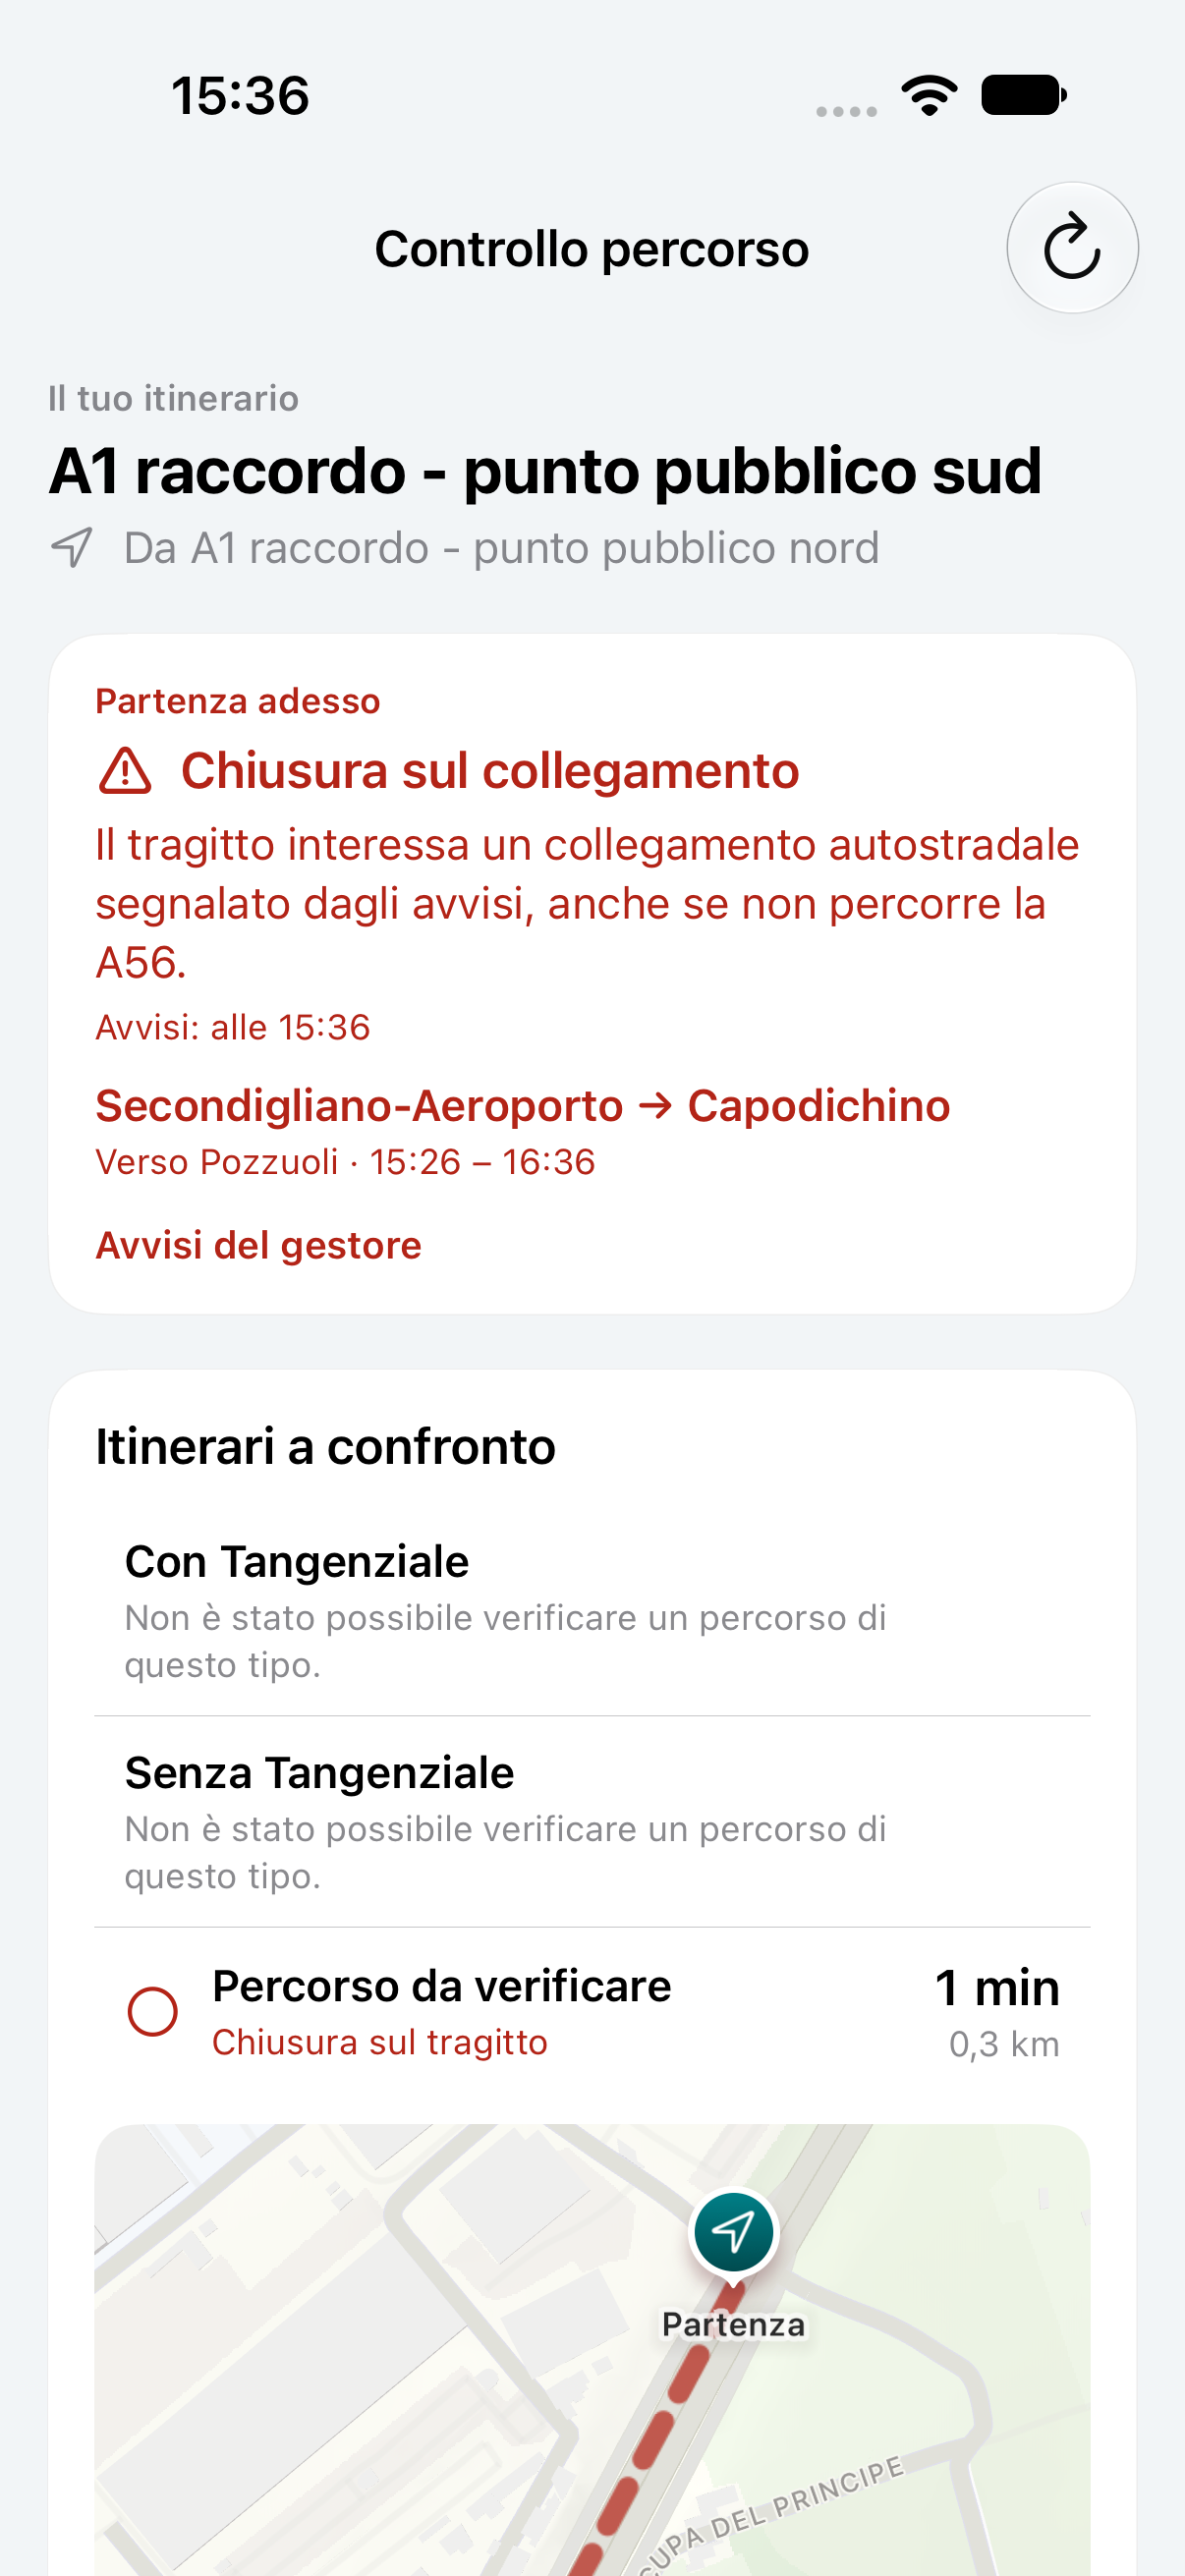 15:36
Controllo percorso
Il tuo itinerario
A1 raccordo - punto pubblico sud
Da A1 raccordo - punto pubblico nord
Partenza adesso
Chiusura sul collegamento
Il tragitto interessa un collegamento autostradale
segnalato dagli avvisi, anche se non percorre la
A56.
Avvisi: alle 15:36
Secondigliano-Aeroporto → Capodichino
Verso Pozzuoli · 15:26 – 16:36
Avvisi del gestore
Itinerari a confronto
Con Tangenziale
Non è stato possibile verificare un percorso di
questo tipo.
Senza Tangenziale
Non è stato possibile verificare un percorso di
questo tipo.
Percorso da verificare
1 min
Chiusura sul tragitto
0,3 km
Partenza
CUPA DEL PRINCIPE